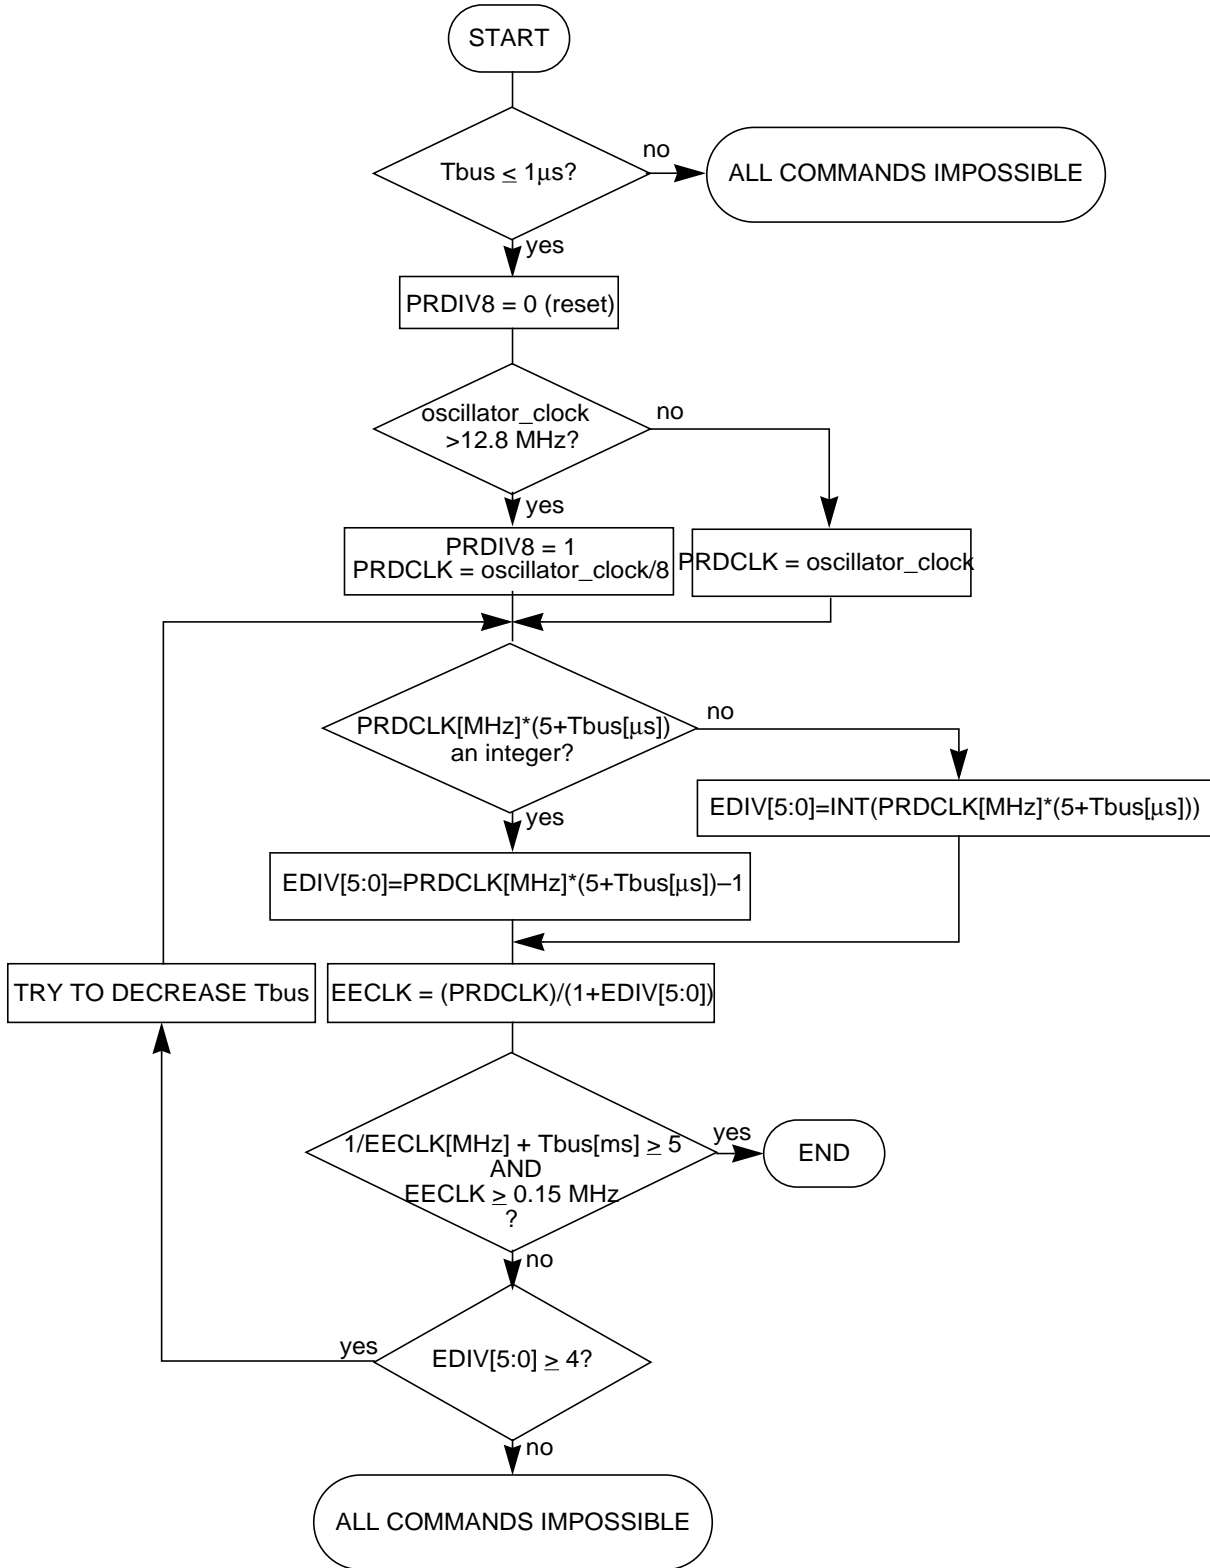 START
Tbus ≤ 1μs?
no
ALL COMMANDS IMPOSSIBLE
yes
PRDIV8 = 0 (reset)
oscillator_clock
>12.8 MHz?
no
yes
PRDIV8 = 1
PRDCLK = oscillator_clock/8
PRDCLK = oscillator_clock
PRDCLK[MHz]*(5+Tbus[μs])
an integer?
no
yes
EDIV[5:0]=INT(PRDCLK[MHz]*(5+Tbus[μs]))
EDIV[5:0]=PRDCLK[MHz]*(5+Tbus[μs])–1
TRY TO DECREASE Tbus
EECLK = (PRDCLK)/(1+EDIV[5:0])
1/EECLK[MHz] + Tbus[ms] ≥ 5
AND
EECLK ≥ 0.15 MHz
?
yes
END
no
EDIV[5:0] ≥ 4?
yes
no
ALL COMMANDS IMPOSSIBLE